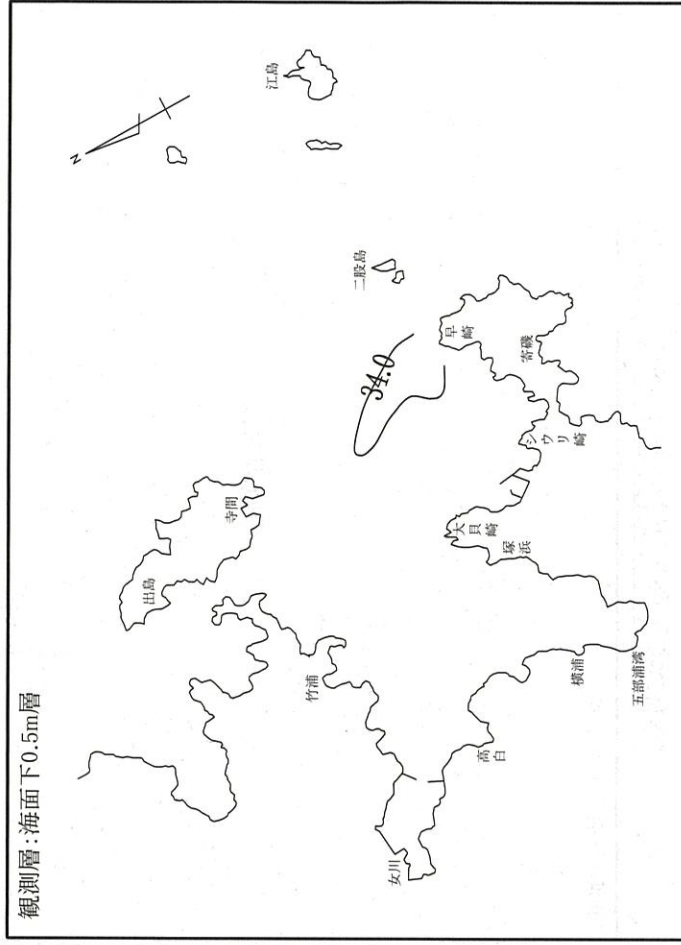 観測層：海面下0.5m層
N
江島
二股島
34.0
早崎
寄磯
シウリ崎
寺間
出島
大貝崎
塚浜
竹浦
横浦
五部浦湾
高白
女川